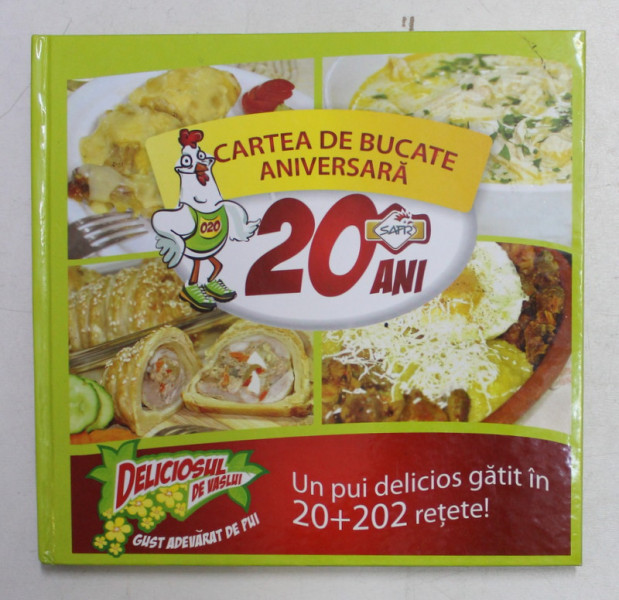 CARTEA DE BUCATE
ANIVERSARĂ
020
20 ANI
SAFIR
DELICIOSUL
DE VASLUI
GUST ADEVĂRAT DE PUI
Un pui delicios gătit în
20+202 rețete!